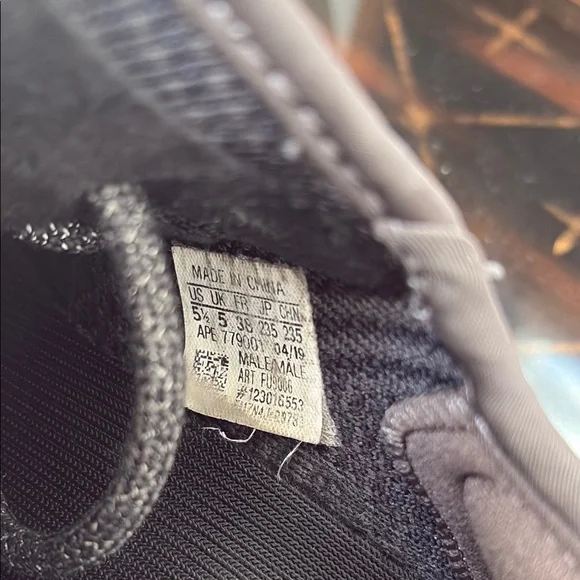 MADE IN CHINA
US UK FR JP CHN
5½ 5 38 235 235
APE 779001 04/19
MALE/MALE
ART FU9006
#123016553